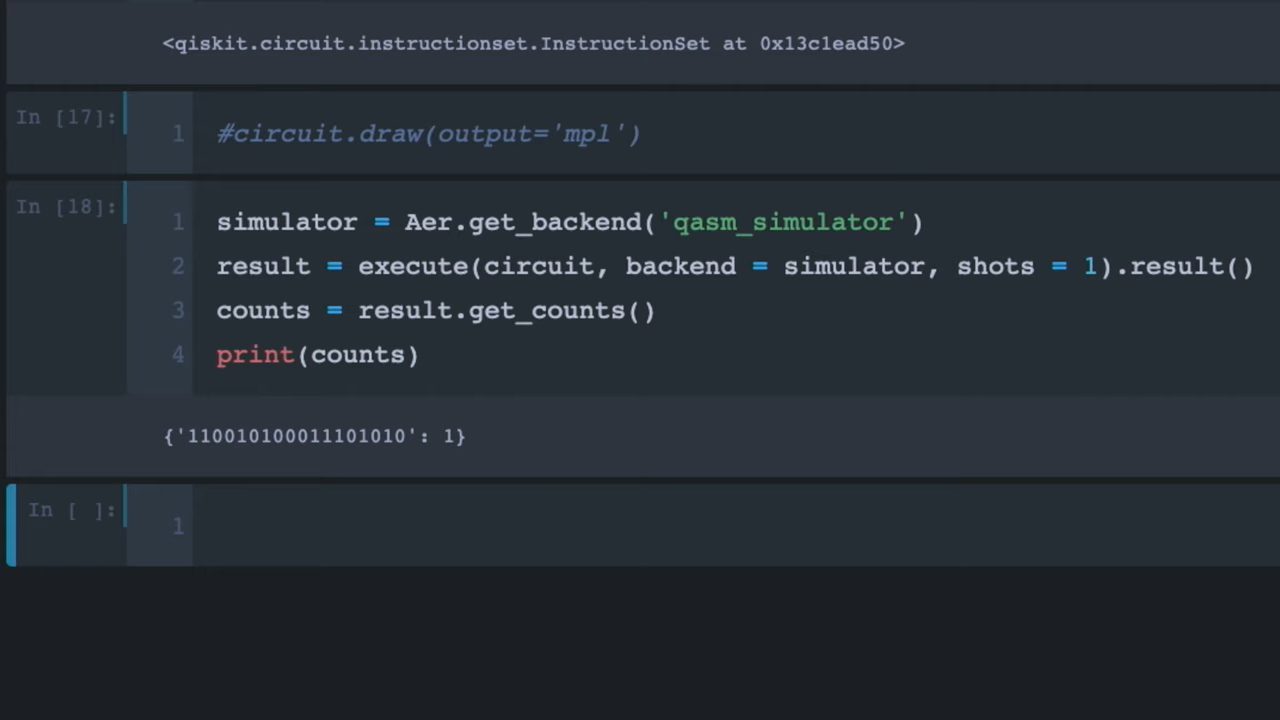 <qiskit.circuit.instructionset.InstructionSet at 0x13c1ead50>
In [17]:
1 #circuit.draw(output='mpl')
In [18]:
1 simulator = Aer.get_backend('qasm_simulator')
2 result = execute(circuit, backend = simulator, shots = 1).result()
3 counts = result.get_counts()
4 print(counts)
{'110010100011101010': 1}
In [ ]:
1